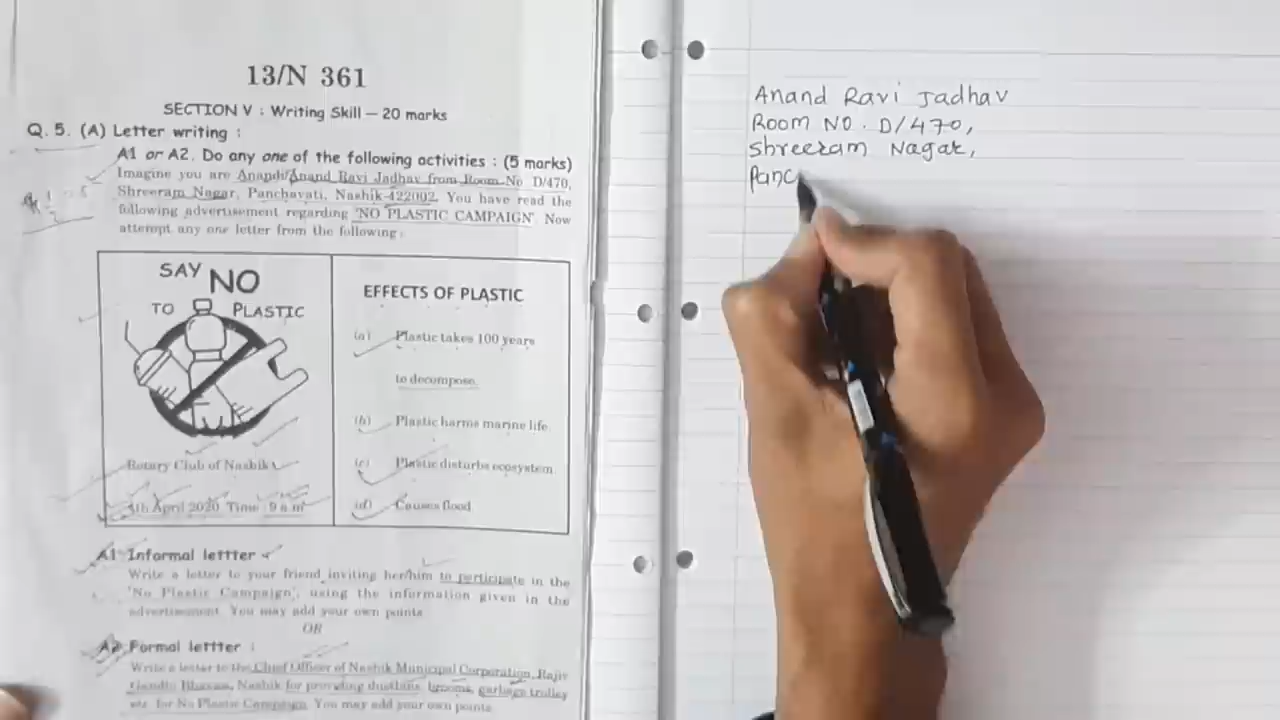 13/N 361
SECTION V : Writing Skill — 20 marks
Q. 5. (A) Letter writing :
A1 or A2. Do any one of the following activities : (5 marks)
Imagine you are Anandi/Anand Ravi Jadhav from Room No D/470,
Shreeram Nagar, Panchavati, Nashik-422002. You have read the
following advertisement regarding 'NO PLASTIC CAMPAIGN'. Now
attempt any one letter from the following :
SAY NO
TO PLASTIC
Rotary Club of Nashik
4th April 2020 Time : 9 a.m
EFFECTS OF PLASTIC
(a) Plastic takes 100 years
to decompose.
(b) Plastic harms marine life.
(c) Plastic disturbs ecosystem.
(d) Causes flood
A1 Informal lettter
Write a letter to your friend inviting her/him to participate in the
'No Plastic Campaign', using the information given in the
advertisement. You may add your own points
OR
A2 Formal lettter :
Write a letter to the Chief Officer of Nashik Municipal Corporation, Rajiv
Gandhi Bhavan, Nashik for providing dustbins, brooms, garbage trolley
etc. for No Plastic Campaign. You may add your own points.
Anand Ravi Jadhav
Room No. D/470,
Shreeram Nagar,
Panc